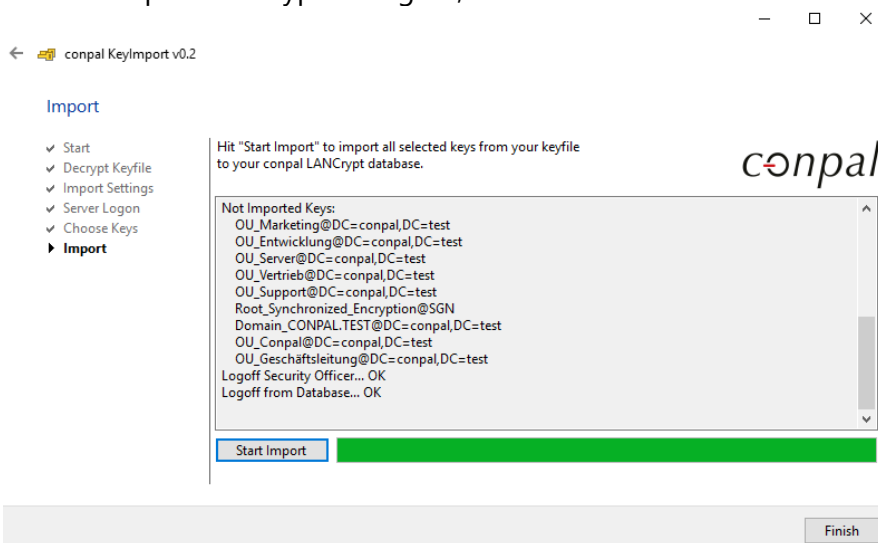 conpal KeyImport v0.2
Import
Start
Decrypt Keyfile
Import Settings
Server Logon
Choose Keys
Import
Hit "Start Import" to import all selected keys from your keyfile
to your conpal LANCrypt database.
conpal
Not Imported Keys:
OU_Marketing@DC=conpal,DC=test
OU_Entwicklung@DC=conpal,DC=test
OU_Server@DC=conpal,DC=test
OU_Vertrieb@DC=conpal,DC=test
OU_Support@DC=conpal,DC=test
Root_Synchronized_Encryption@SGN
Domain_CONPAL.TEST@DC=conpal,DC=test
OU_Conpal@DC=conpal,DC=test
OU_Geschäftsleitung@DC=conpal,DC=test
Logoff Security Officer... OK
Logoff from Database... OK
Start Import
Finish